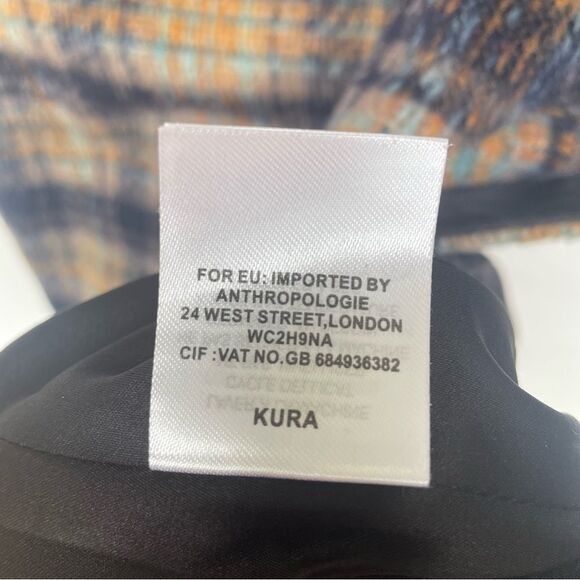 FOR EU: IMPORTED BY
ANTHROPOLOGIE
24 WEST STREET,LONDON
WC2H9NA
CIF :VAT NO.GB 684936382
KURA